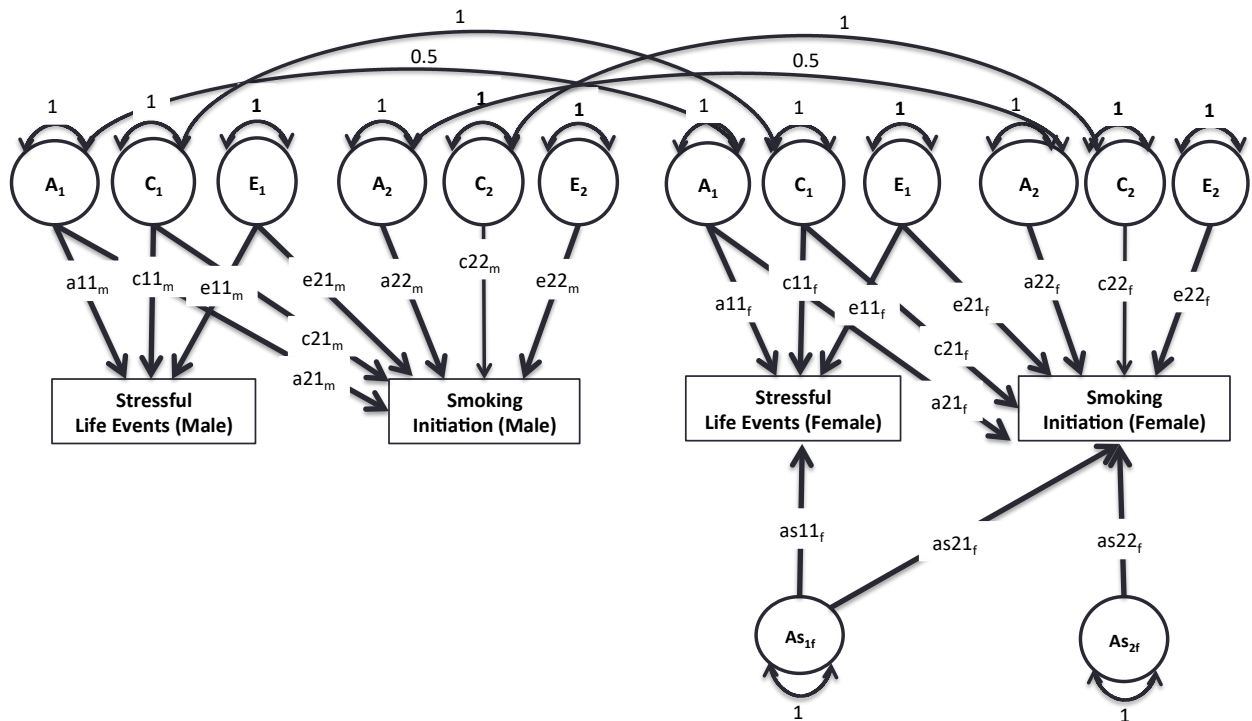 1
1
0.5
0.5
1
1
1
1
1
1
1
1
1
1
1
1
A₁
C₁
E₁
A₂
C₂
E₂
A₁
C₁
E₁
A₂
C₂
E₂
a11ₘ
c11ₘ
e11ₘ
e21ₘ
a22ₘ
c22ₘ
e22ₘ
c21ₘ
a21ₘ
a11f
c11f
e11f
e21f
a22f
c22f
e22f
c21f
a21f
Stressful
Life Events (Male)
Smoking
Initiation (Male)
Stressful
Life Events (Female)
Smoking
Initiation (Female)
as11f
as21f
as22f
As1f
As2f
1
1